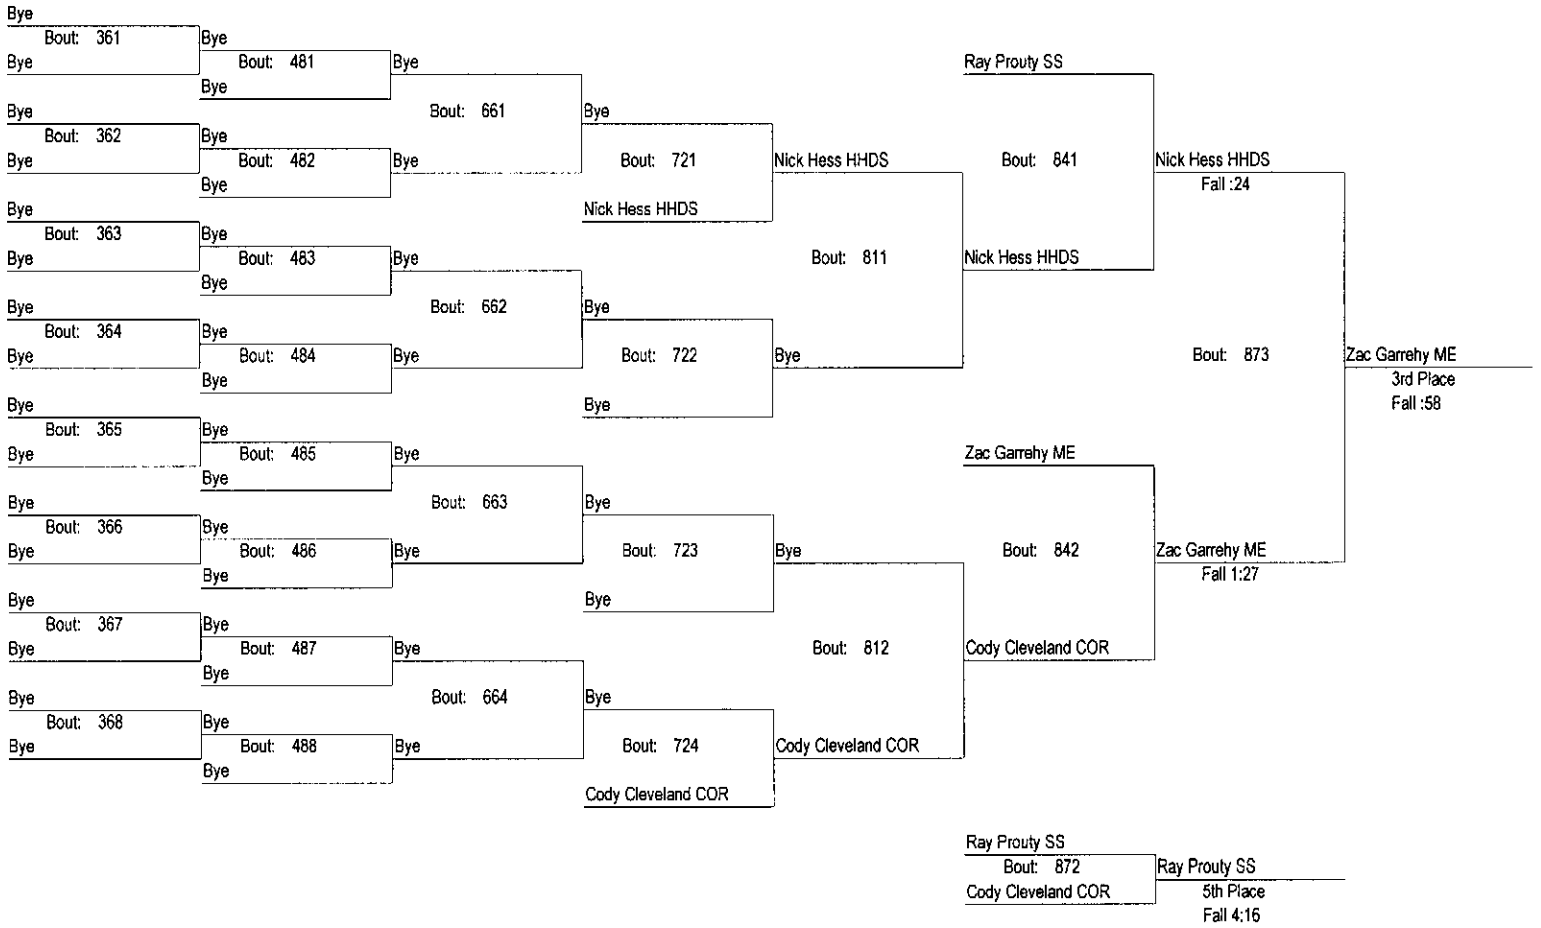 Bye
Bout: 361
Bye
Bye
Bout: 481
Bye
Bye
Bout: 362
Bye
Bye
Bout: 482
Bye
Bye
Bout: 661
Bye
Bye
Bout: 363
Bye
Bye
Bout: 483
Bye
Bye
Bout: 364
Bye
Bye
Bout: 484
Bye
Bye
Bout: 662
Bye
Bye
Bout: 365
Bye
Bye
Bout: 485
Bye
Bye
Bout: 366
Bye
Bye
Bout: 486
Bye
Bye
Bout: 663
Bye
Bye
Bout: 367
Bye
Bye
Bout: 487
Bye
Bye
Bout: 368
Bye
Bye
Bout: 488
Bye
Bye
Bout: 664
Bye
Bye
Bout: 721
Nick Hess HHDS
Bye
Bout: 722
Bye
Bye
Bout: 723
Bye
Bye
Bout: 724
Cody Cleveland COR
Nick Hess HHDS
Bout: 811
Bye
Bye
Bout: 812
Cody Cleveland COR
Ray Prouty SS
Bout: 841
Nick Hess HHDS
Zac Garrehy ME
Bout: 842
Cody Cleveland COR
Nick Hess HHDS
Fall :24
Bout: 873
Zac Garrehy ME
Fall 1:27
Zac Garrehy ME
3rd Place
Fall :58
Ray Prouty SS
Bout: 872
Cody Cleveland COR
Ray Prouty SS
5th Place
Fall 4:16